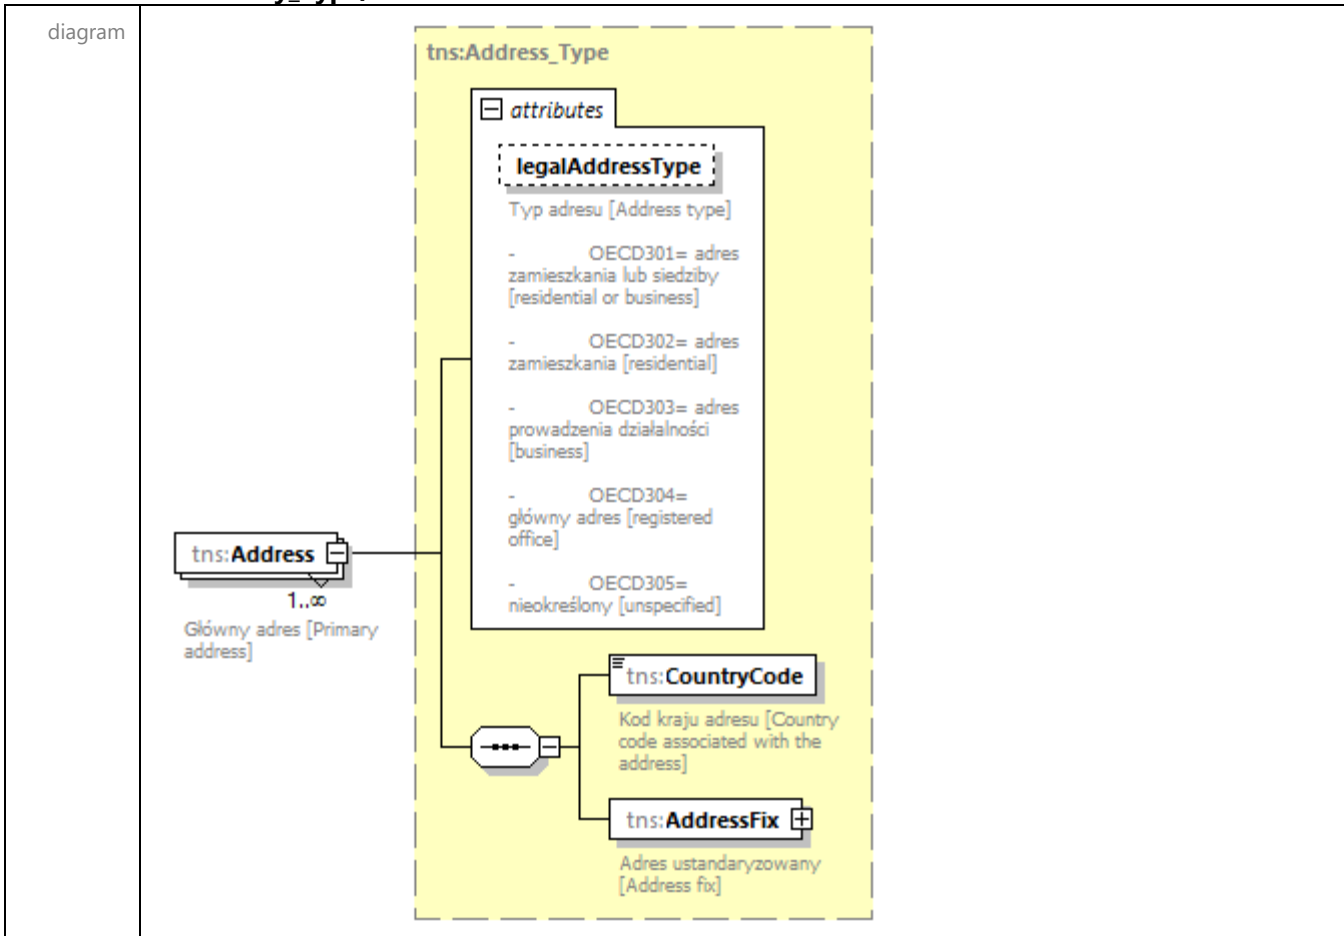 diagram
tns:Address_Type
attributes
legalAddressType
Typ adresu [Address type]
- OECD301= adres
zamieszkania lub siedziby
[residential or business]
- OECD302= adres
zamieszkania [residential]
- OECD303= adres
prowadzenia działalności
[business]
- OECD304=
główny adres [registered
office]
- OECD305=
nieokreślony [unspecified]
tns:Address
1..∞
Główny adres [Primary
address]
tns:CountryCode
Kod kraju adresu [Country
code associated with the
address]
tns:AddressFix
Adres ustandaryzowany
[Address fix]